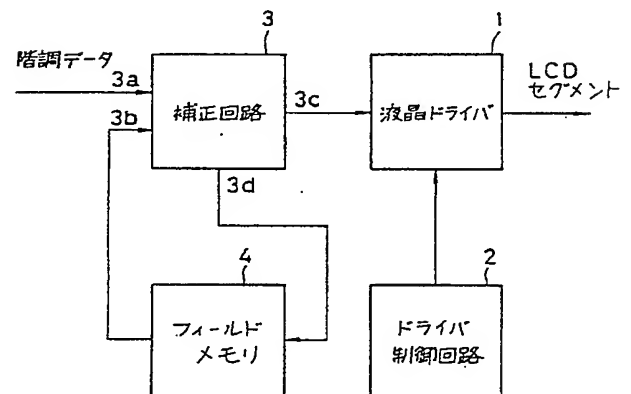 3
1
階調データ
3a
3b
補正回路
3c
液晶ドライバ
LCD
セグメント
3d
4
2
フィールド
メモリ
ドライバ
制御回路